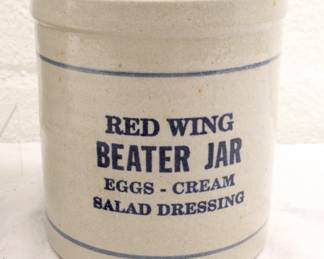 RED WING
BEATER JAR
EGGS - CREAM
SALAD DRESSING